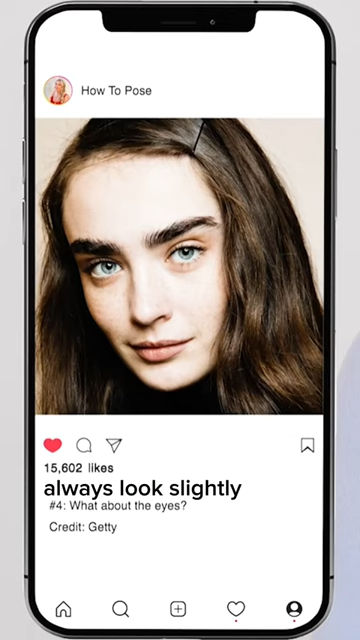 How To Pose
15,602 likes
always look slightly
#4: What about the eyes?
Credit: Getty